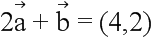 2a⃗ + b⃗ = (4,2)